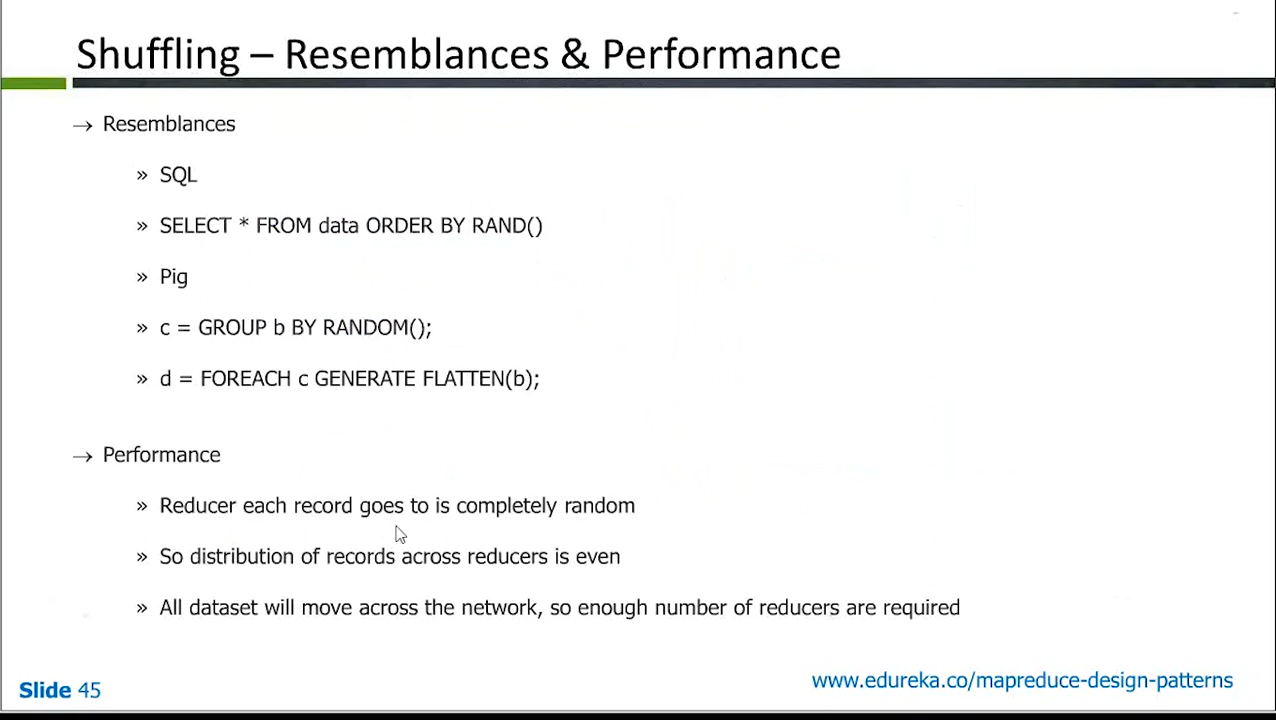 Shuffling – Resemblances & Performance
→ Resemblances
» SQL
» SELECT * FROM data ORDER BY RAND()
» Pig
» c = GROUP b BY RANDOM();
» d = FOREACH c GENERATE FLATTEN(b);
→ Performance
» Reducer each record goes to is completely random
» So distribution of records across reducers is even
» All dataset will move across the network, so enough number of reducers are required
Slide 45
www.edureka.co/mapreduce-design-patterns